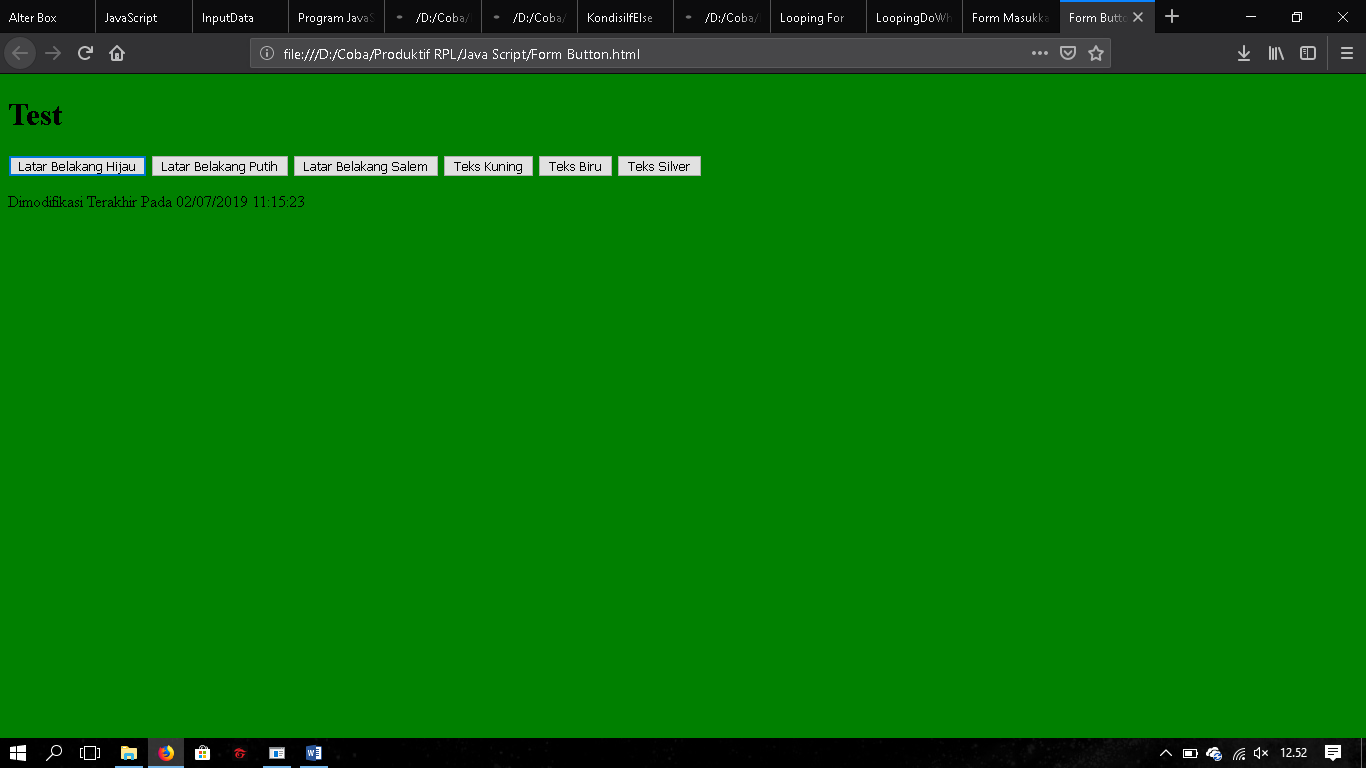 Alter Box JavaScript InputData Program JavaS /D:/Coba/ /D:/Coba/ KondisiIfElse /D:/Coba/ Looping For LoopingDoWh Form Masukka Form Butto
file:///D:/Coba/Produktif RPL/Java Script/Form Button.html
Test
Latar Belakang Hijau Latar Belakang Putih Latar Belakang Salem Teks Kuning Teks Biru Teks Silver
Dimodifikasi Terakhir Pada 02/07/2019 11:15:23
12.52